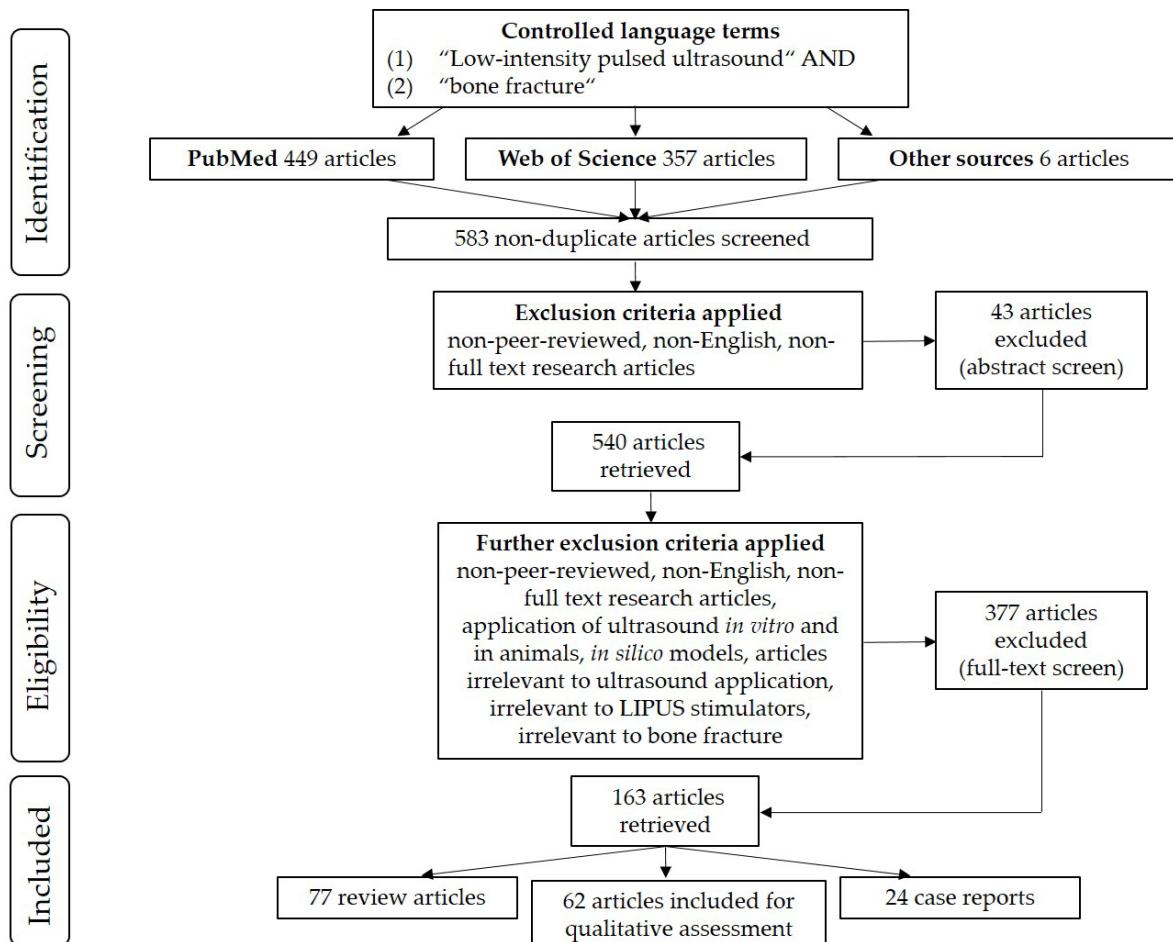 Identification
Controlled language terms
(1) “Low-intensity pulsed ultrasound“ AND
(2) “bone fracture“
PubMed 449 articles
Web of Science 357 articles
Other sources 6 articles
583 non-duplicate articles screened
Screening
Exclusion criteria applied
non-peer-reviewed, non-English, non-
full text research articles
43 articles
excluded
(abstract screen)
540 articles
retrieved
Eligibility
Further exclusion criteria applied
non-peer-reviewed, non-English, non-
full text research articles,
application of ultrasound in vitro and
in animals, in silico models, articles
irrelevant to ultrasound application,
irrelevant to LIPUS stimulators,
irrelevant to bone fracture
377 articles
excluded
(full-text screen)
Included
163 articles
retrieved
77 review articles
62 articles included for
qualitative assessment
24 case reports